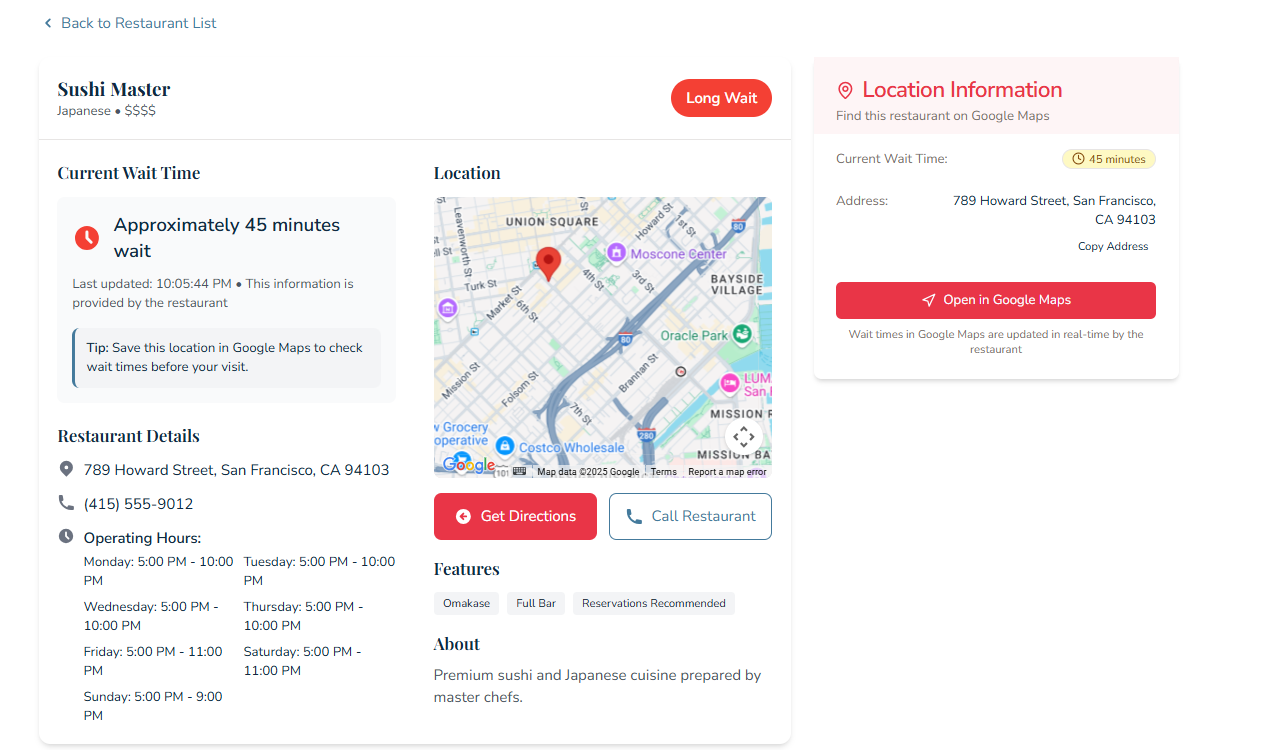 Back to Restaurant List
Sushi Master
Japanese • $$$$
Long Wait
Current Wait Time
Approximately 45 minutes
wait
Last updated: 10:05:44 PM • This information is
provided by the restaurant
Tip: Save this location in Google Maps to check
wait times before your visit.
Restaurant Details
789 Howard Street, San Francisco, CA 94103
(415) 555-9012
Operating Hours:
Monday: 5:00 PM - 10:00
PM
Tuesday: 5:00 PM - 10:00
PM
Wednesday: 5:00 PM -
10:00 PM
Thursday: 5:00 PM -
10:00 PM
Friday: 5:00 PM - 11:00
PM
Saturday: 5:00 PM -
11:00 PM
Sunday: 5:00 PM - 9:00
PM
Location
St
Leavenworth St
UNION SQUARE
Howard St
1st St
80
ell St
Moscone Center
4th St
3rd St
Turk St
BAYSIDE
VILLAGE
Market St
6th St
80
Oracle Park
Mission St
Folsom St
Brannan St
LUM
San F
7th St
MISSION R
w Grocery
operative
Costco Wholesale
280
MISSION BA
Google
101
Map data ©2025 Google
Terms
Report a map error
Get Directions
Call Restaurant
Features
Omakase
Full Bar
Reservations Recommended
About
Premium sushi and Japanese cuisine prepared by
master chefs.
Location Information
Find this restaurant on Google Maps
Current Wait Time:
45 minutes
Address:
789 Howard Street, San Francisco,
CA 94103
Copy Address
Open in Google Maps
Wait times in Google Maps are updated in real-time by the
restaurant